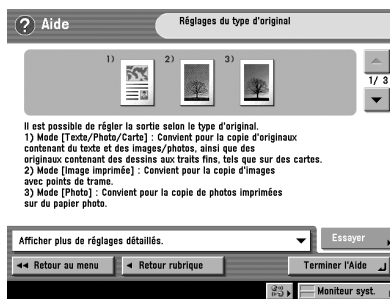 ? Aide
Réglages du type d'original
1) 2) 3)
1/ 3
Il est possible de régler la sortie selon le type d'original.
1) Mode [Texte/Photo/Carte] : Convient pour la copie d'originaux
contenant du texte et des images/photos, ainsi que des
originaux contenant des dessins aux traits fins, tels que sur des cartes.
2) Mode [Image imprimée] : Convient pour la copie d'images
avec points de trame.
3) Mode [Photo] : Convient pour la copie de photos imprimées
sur du papier photo.
Afficher plus de réglages détaillés.
Essayer
Retour au menu
Retour rubrique
Terminer l'Aide
Moniteur syst.